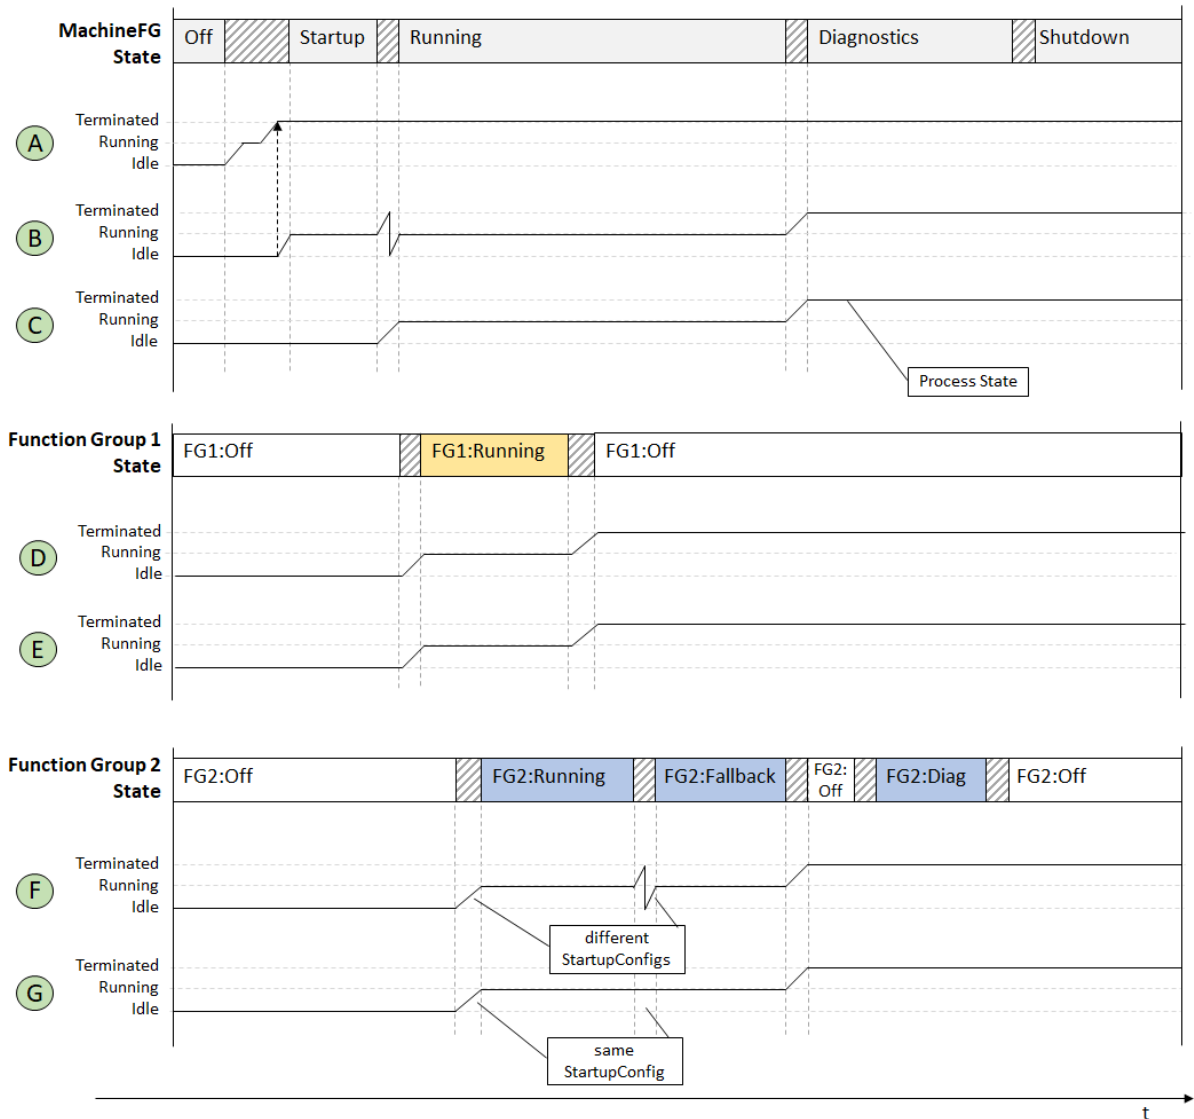 MachineFG
State
Off
Startup
Running
Diagnostics
Shutdown
A
Terminated
Running
Idle
B
Terminated
Running
Idle
C
Terminated
Running
Idle
Process State
Function Group 1
State
FG1:Off
FG1:Running
FG1:Off
D
Terminated
Running
Idle
E
Terminated
Running
Idle
Function Group 2
State
FG2:Off
FG2:Running
FG2:Fallback
FG2:
Off
FG2:Diag
FG2:Off
F
Terminated
Running
Idle
different
StartupConfigs
G
Terminated
Running
Idle
same
StartupConfig
t